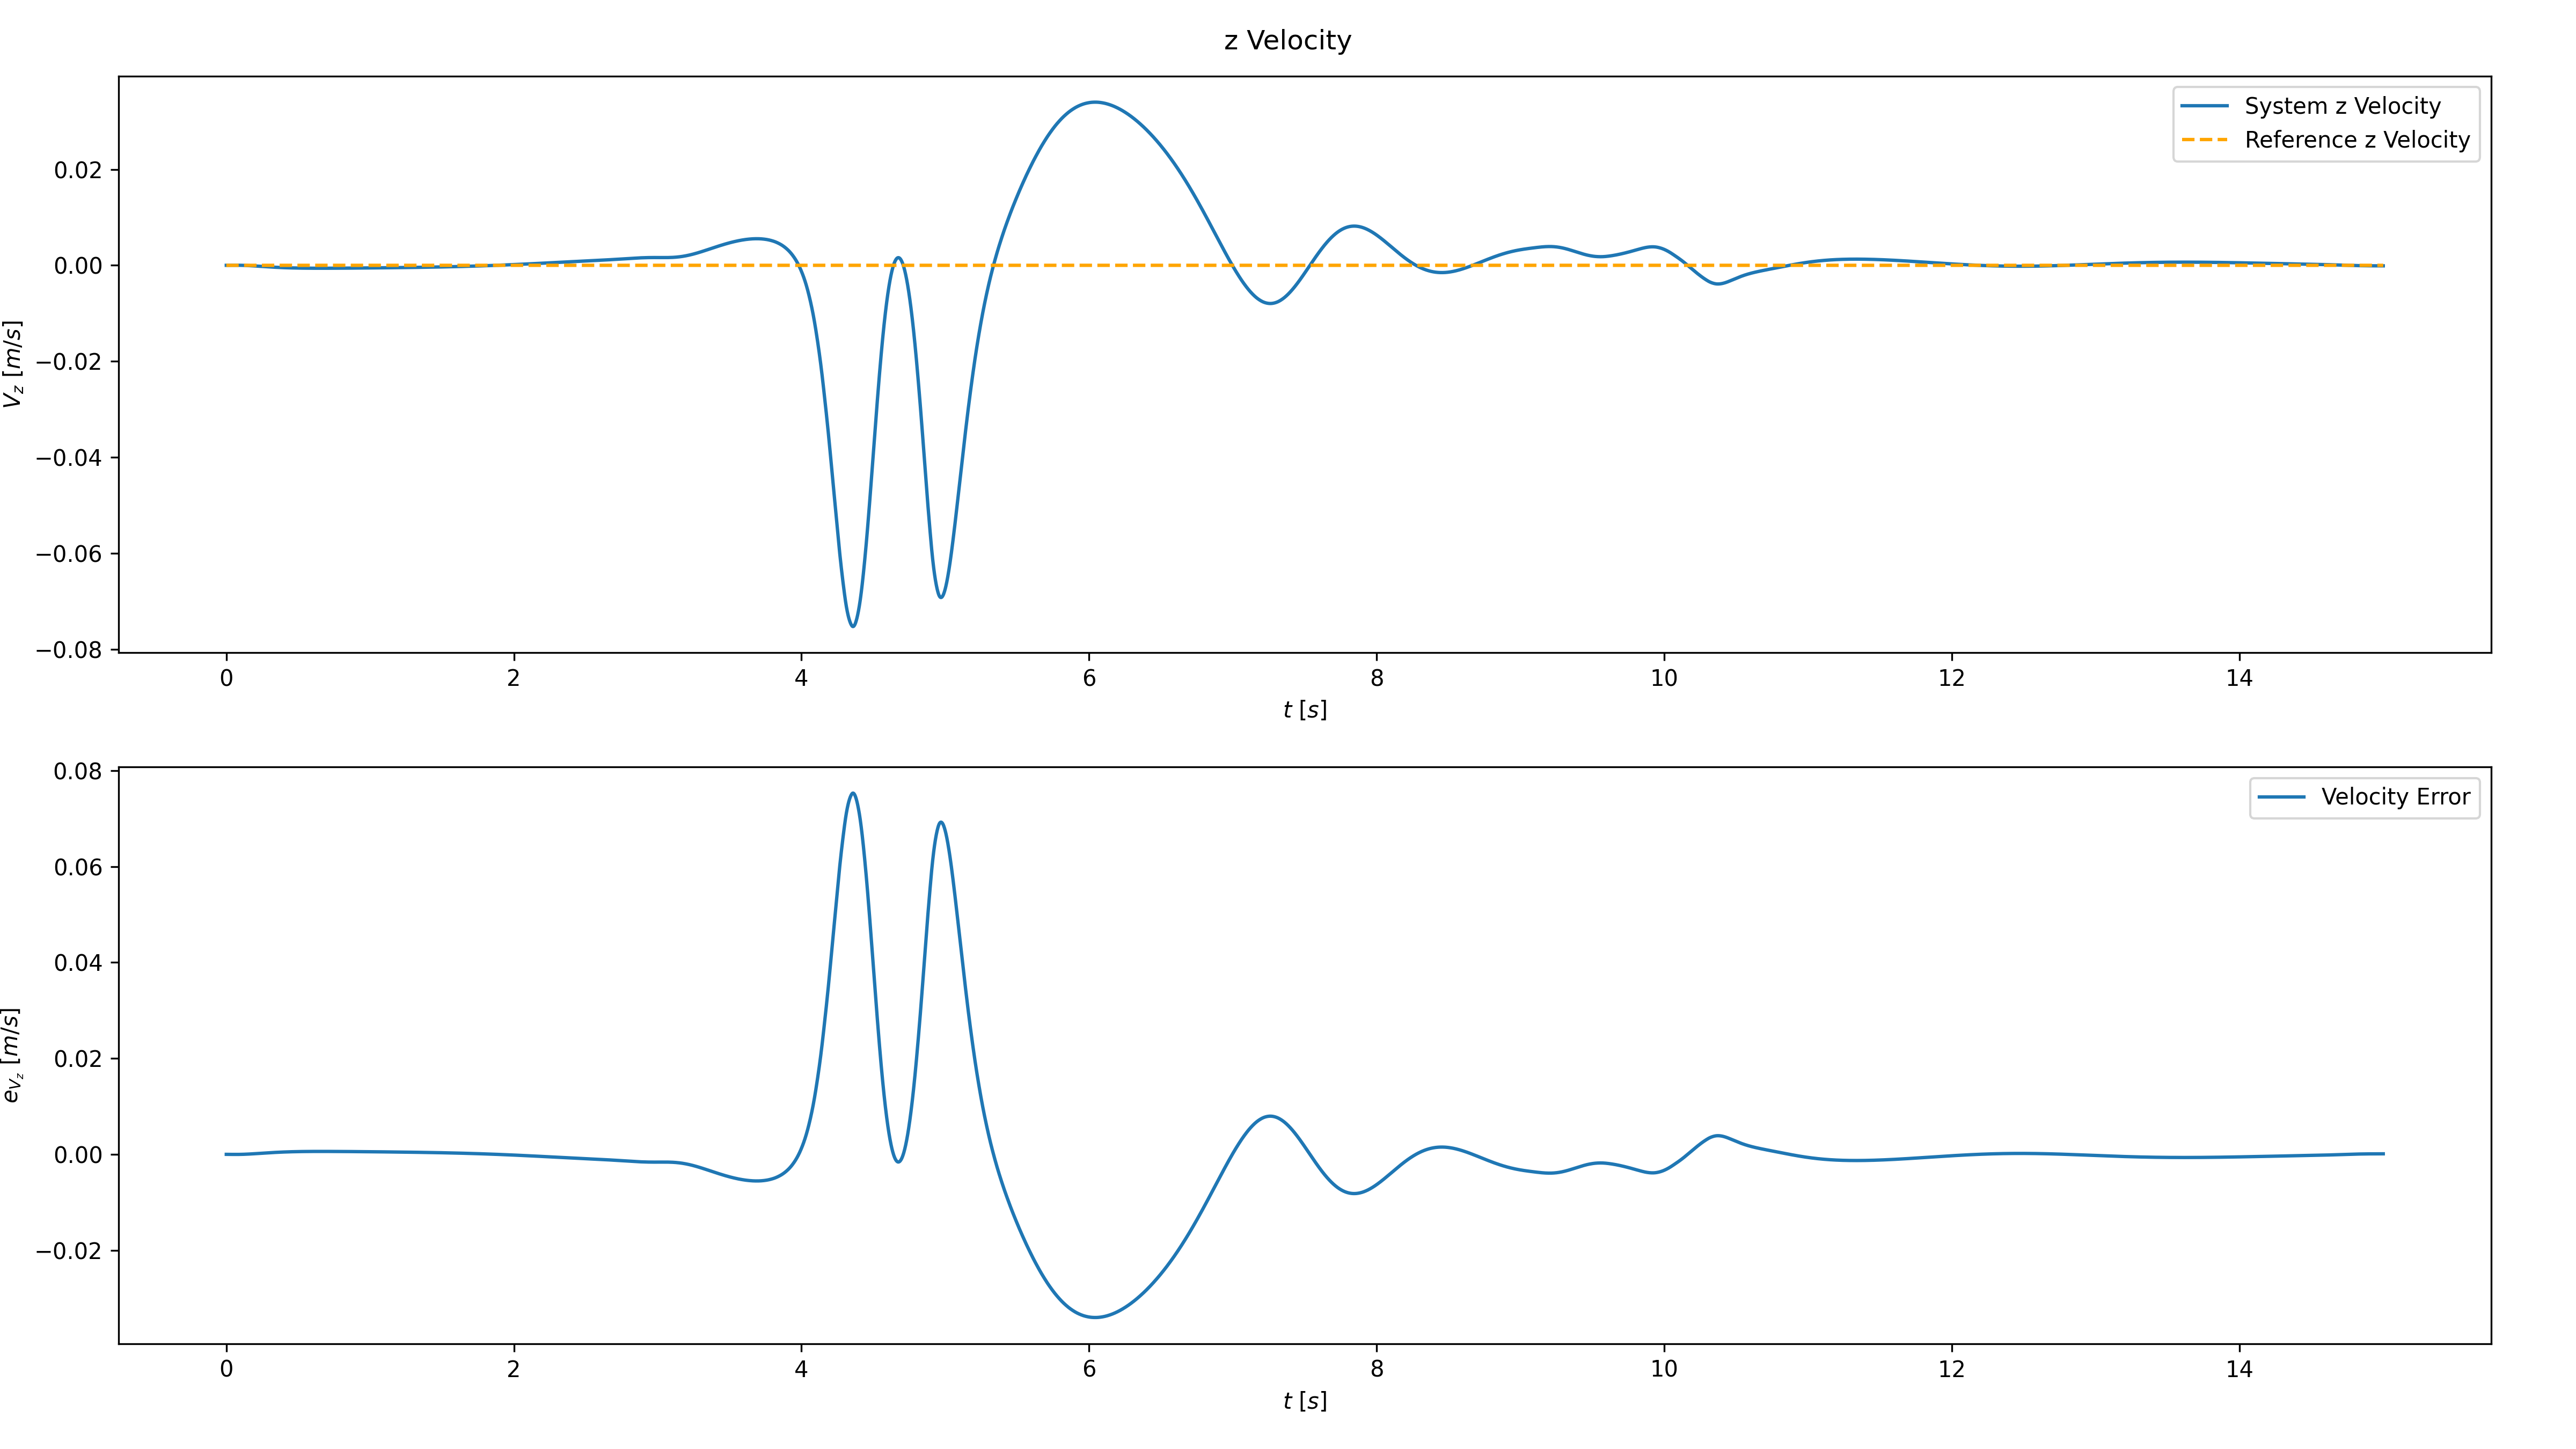 z Velocity
System z Velocity
Reference z Velocity
0.02
0.00
−0.02
−0.04
−0.06
−0.08
V_z [m/s]
0 2 4 6 8 10 12 14
t [s]
Velocity Error
0.08
0.06
0.04
0.02
0.00
−0.02
e_{V_z} [m/s]
0 2 4 6 8 10 12 14
t [s]